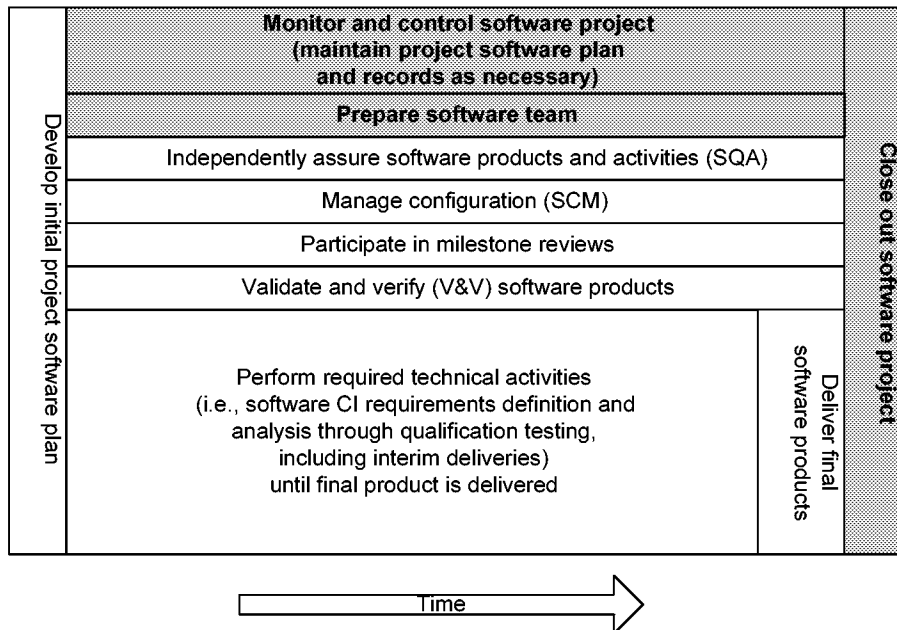 Develop initial project software plan
Monitor and control software project
(maintain project software plan
and records as necessary)
Prepare software team
Independently assure software products and activities (SQA)
Manage configuration (SCM)
Participate in milestone reviews
Validate and verify (V&V) software products
Perform required technical activities
(i.e., software CI requirements definition and
analysis through qualification testing,
including interim deliveries)
until final product is delivered
Deliver final
software products
Close out software project
Time